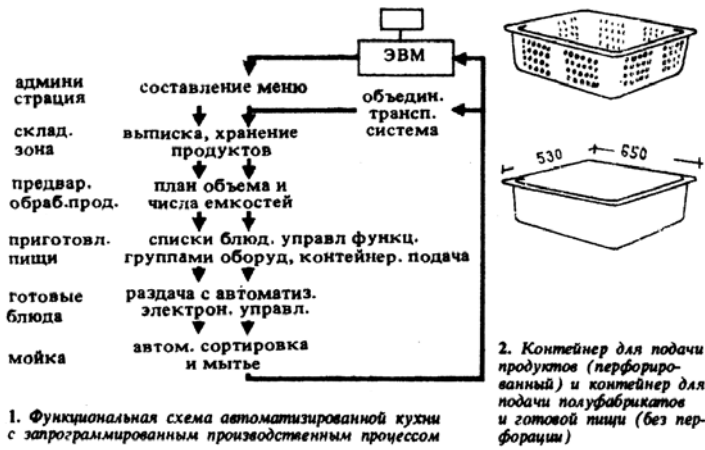 ЭВМ
админи
страция
составление меню
объедин.
трансп.
система
склад.
зона
выписка, хранение
продуктов
предвар.
обраб.прод.
план объема и
числа емкостей
приготовл.
пищи
списки блюд. управл функц.
группами оборуд, контейнер. подача
готовые
блюда
раздача с автоматиз.
электрон. управл.
мойка
автом. сортировка
и мытье
530
650
1. Функциональная схема автоматизированной кухни
с запрограммированным производственным процессом
2. Контейнер для подачи
продуктов (перфориро-
ванный) и контейнер для
подачи полуфабрикатов
и готовой пищи (без пер-
форации)